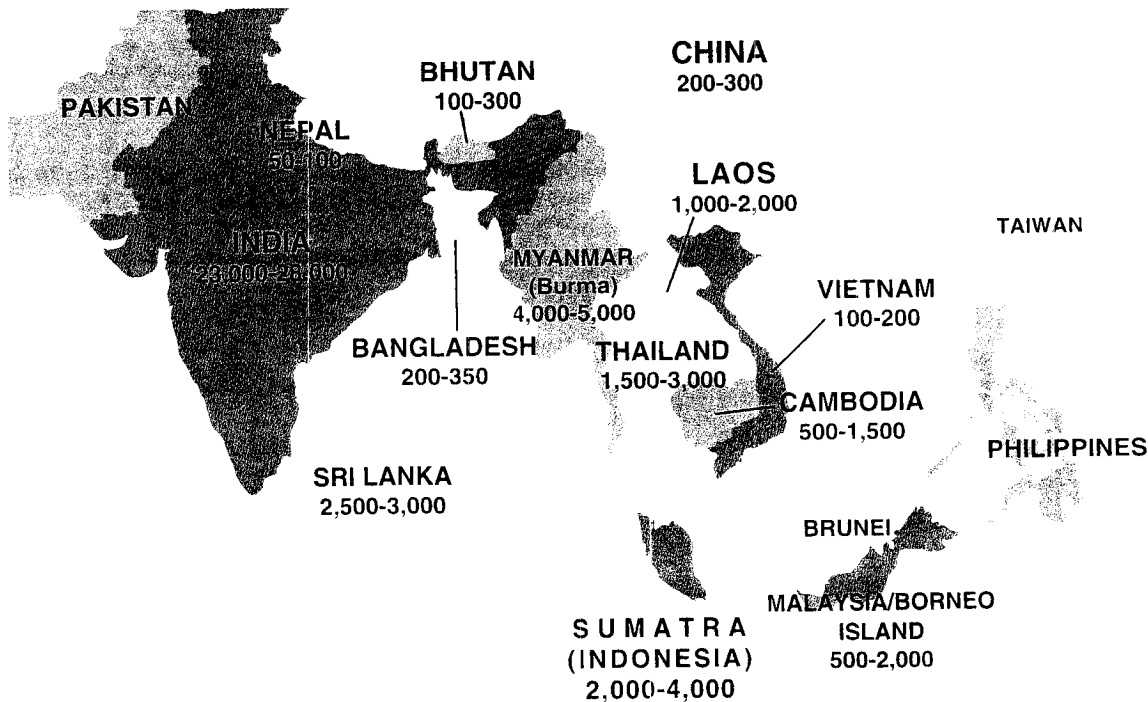 CHINA
200-300
BHUTAN
100-300
PAKISTAN
NEPAL
50-100
LAOS
1,000-2,000
TAIWAN
INDIA
23,000-28,000
MYANMAR
(Burma)
4,000-5,000
VIETNAM
100-200
BANGLADESH
200-350
THAILAND
1,500-3,000
CAMBODIA
500-1,500
PHILIPPINES
SRI LANKA
2,500-3,000
BRUNEI
MALAYSIA/BORNEO
ISLAND
500-2,000
SUMATRA
(INDONESIA)
2,000-4,000